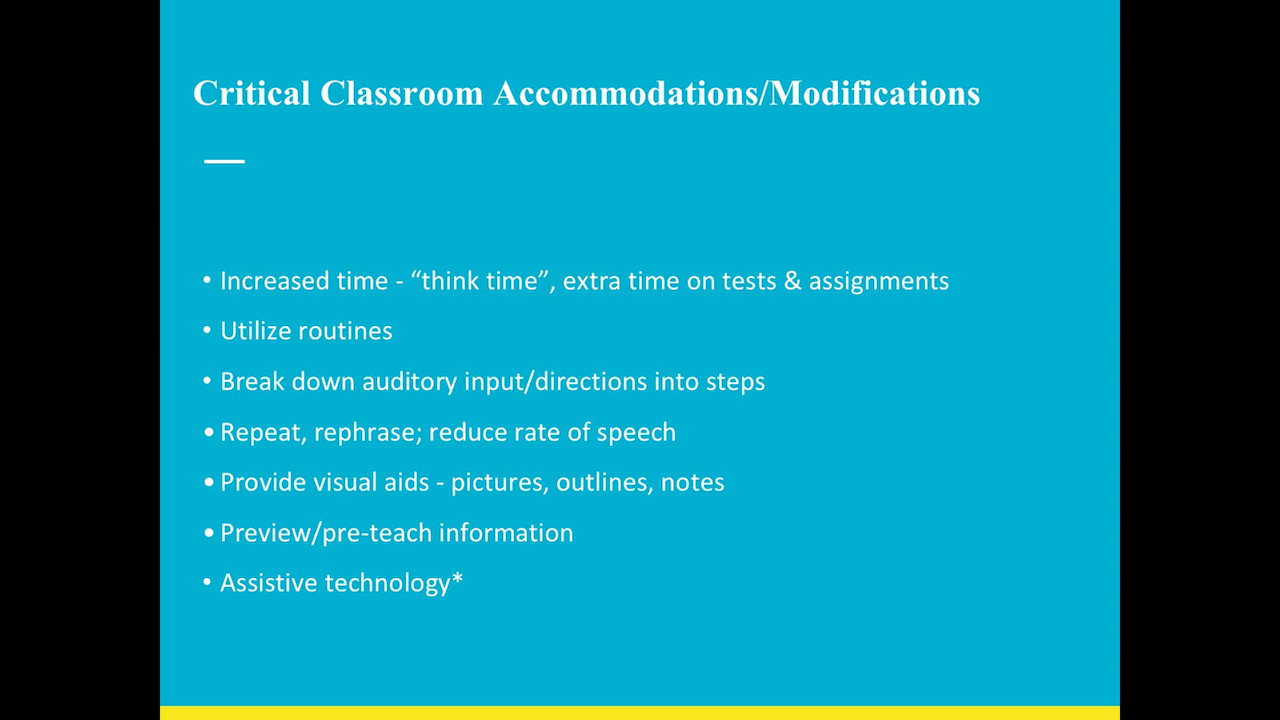 Critical Classroom Accommodations/Modifications
• Increased time - “think time”, extra time on tests & assignments
• Utilize routines
• Break down auditory input/directions into steps
• Repeat, rephrase; reduce rate of speech
• Provide visual aids - pictures, outlines, notes
• Preview/pre-teach information
• Assistive technology*